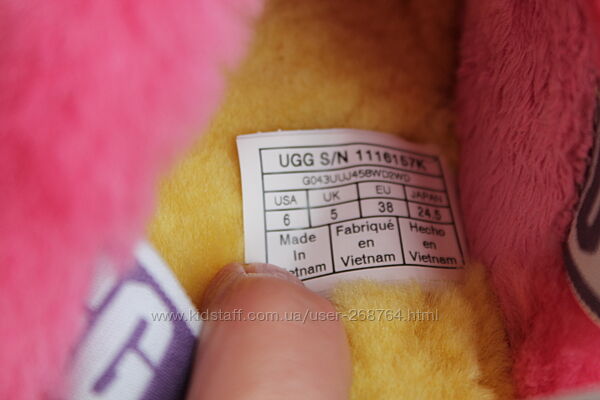 UGG S/N 1116157K
G043UUJ45BWD2WD
USA UK EU JAPAN
6 5 38 24.5
Made In Vietnam
Fabriqué en Vietnam
Hecho en Vietnam
www.kidstaff.com.ua/user-268764.html
G